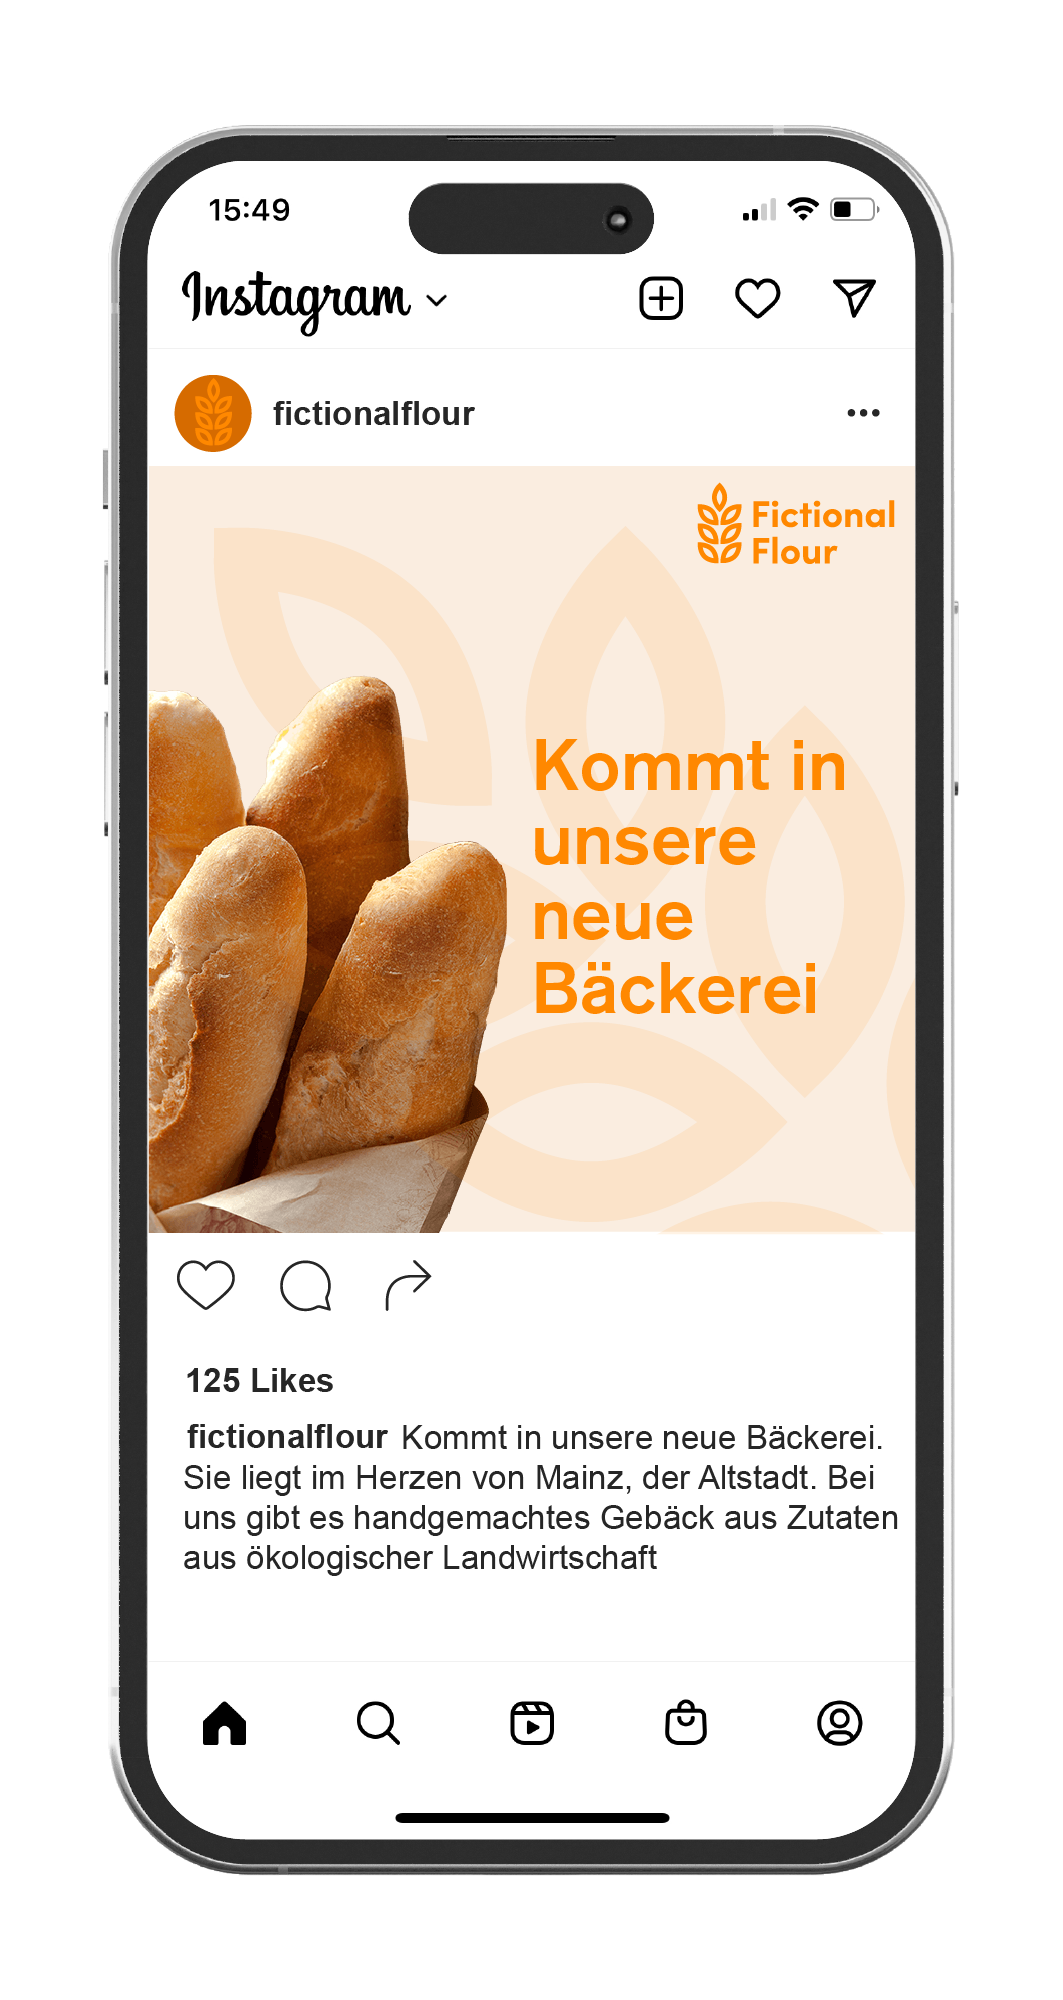 15:49
Instagram
fictionalflour
Fictional
Flour
Kommt in
unsere
neue
Bäckerei
125 Likes
fictionalflour Kommt in unsere neue Bäckerei.
Sie liegt im Herzen von Mainz, der Altstadt. Bei
uns gibt es handgemachtes Gebäck aus Zutaten
aus ökologischer Landwirtschaft